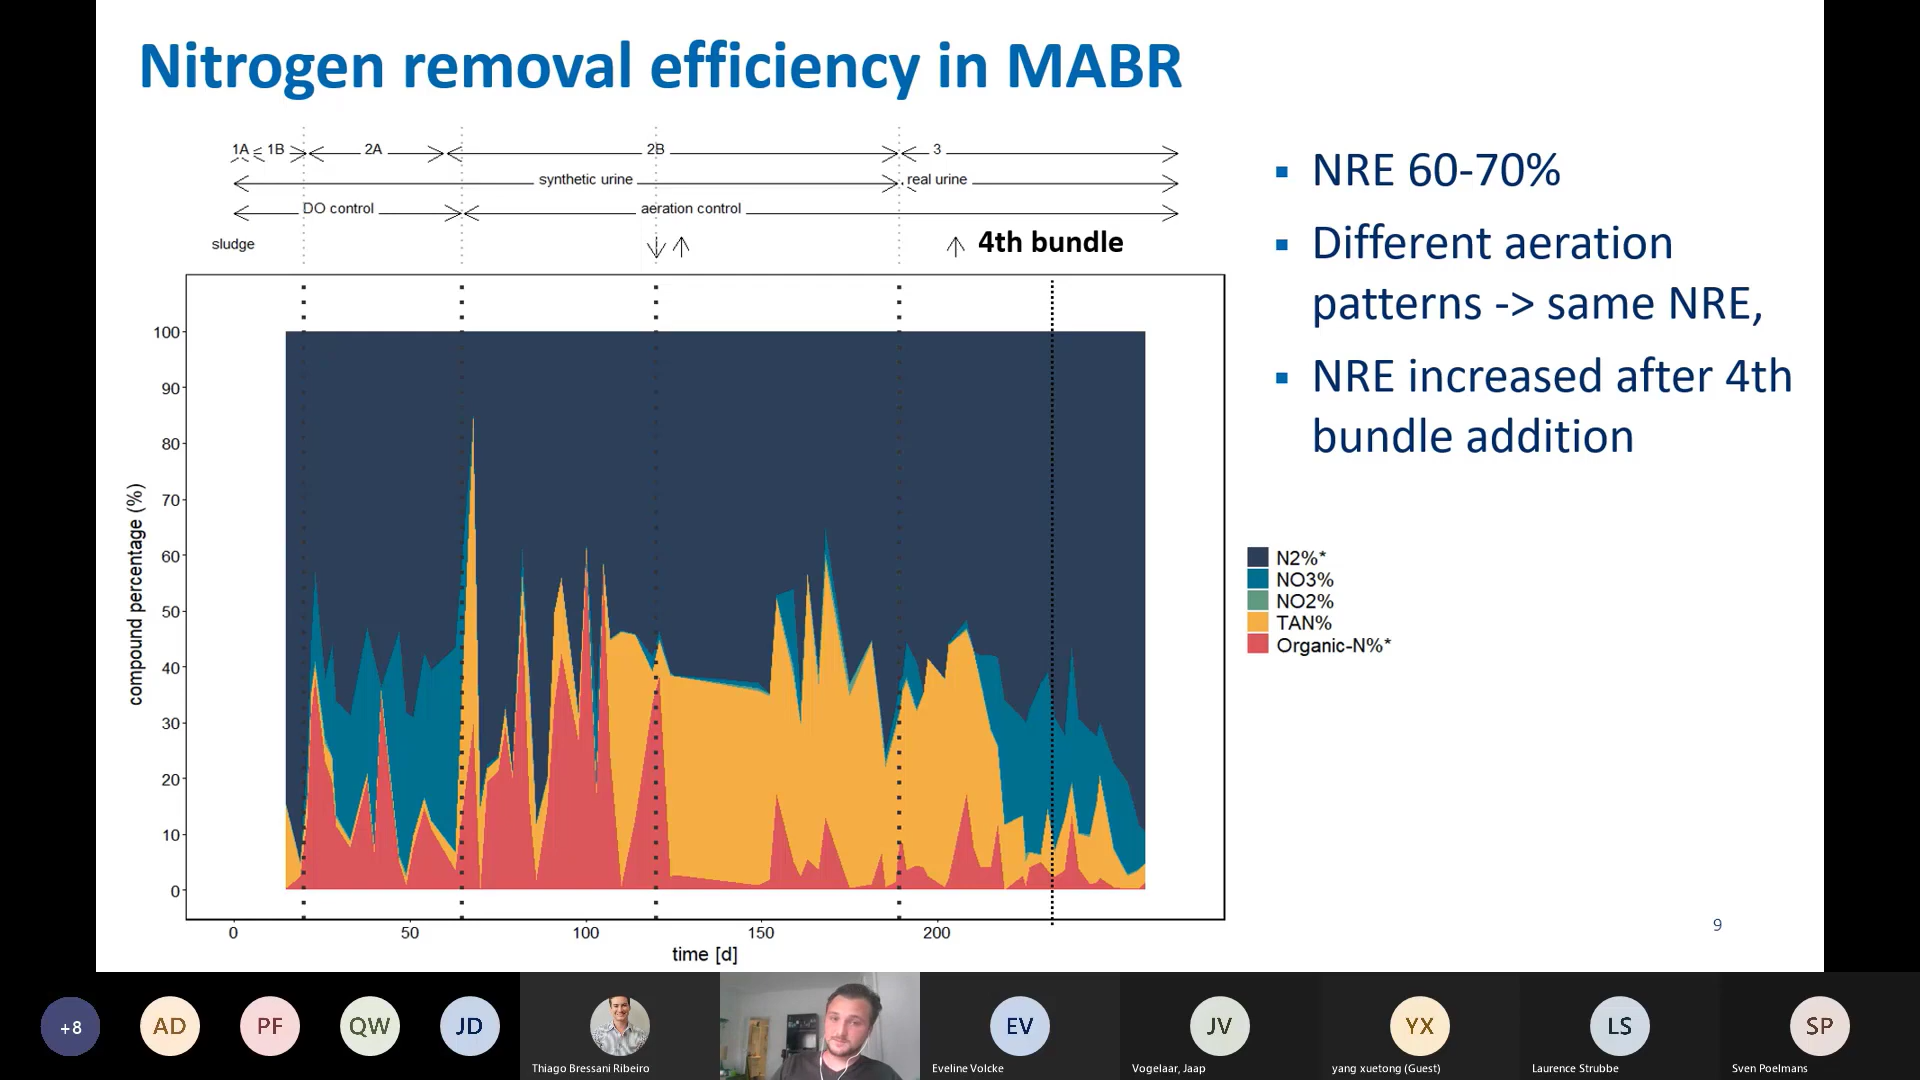 Nitrogen removal efficiency in MABR
1A 1B 2A 2B 3
synthetic urine real urine
DO control aeration control
sludge 4th bundle
NRE 60-70%
Different aeration
patterns -> same NRE,
NRE increased after 4th
bundle addition
compound percentage (%)
100
90
80
70
60
50
40
30
20
10
0
0 50 100 150 200
time [d]
N2%*
NO3%
NO2%
TAN%
Organic-N%*
9
+8 AD PF QW JD EV JV YX LS SP
Thiago Bressani Ribeiro Eveline Volcke Vogelaar, Jaap yang xuetong (Guest) Laurence Strubbe Sven Poelmans